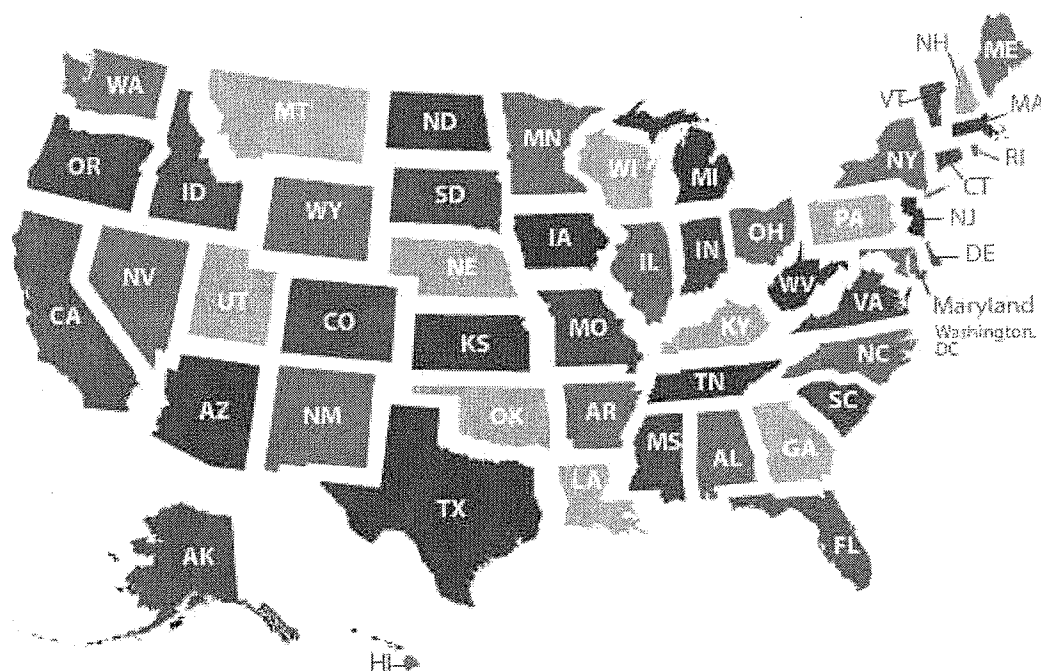 ME
NH
WA
MT
VT
MA
ND
MN
OR
WI
NY
RI
ID
SD
MI
CT
WY
PA
NJ
IA
OH
NE
IL
IN
DE
NV
UT
WV
VA
Maryland
CA
CO
MO
KY
Washington,
DC
KS
NC
TN
AZ
NM
OK
AR
SC
MS
AL
GA
LA
TX
FL
AK
HI